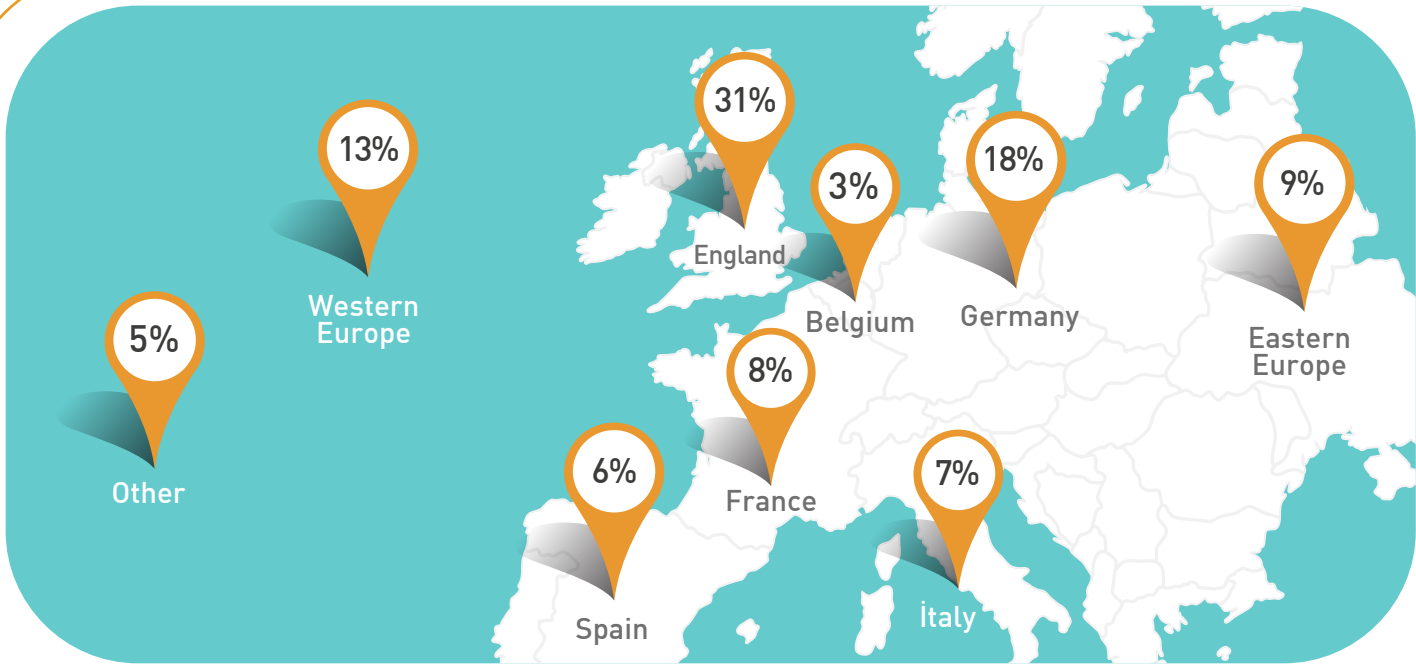 31%
England
13%
Western
Europe
3%
Belgium
18%
Germany
9%
Eastern
Europe
5%
Other
8%
France
6%
Spain
7%
İtaly